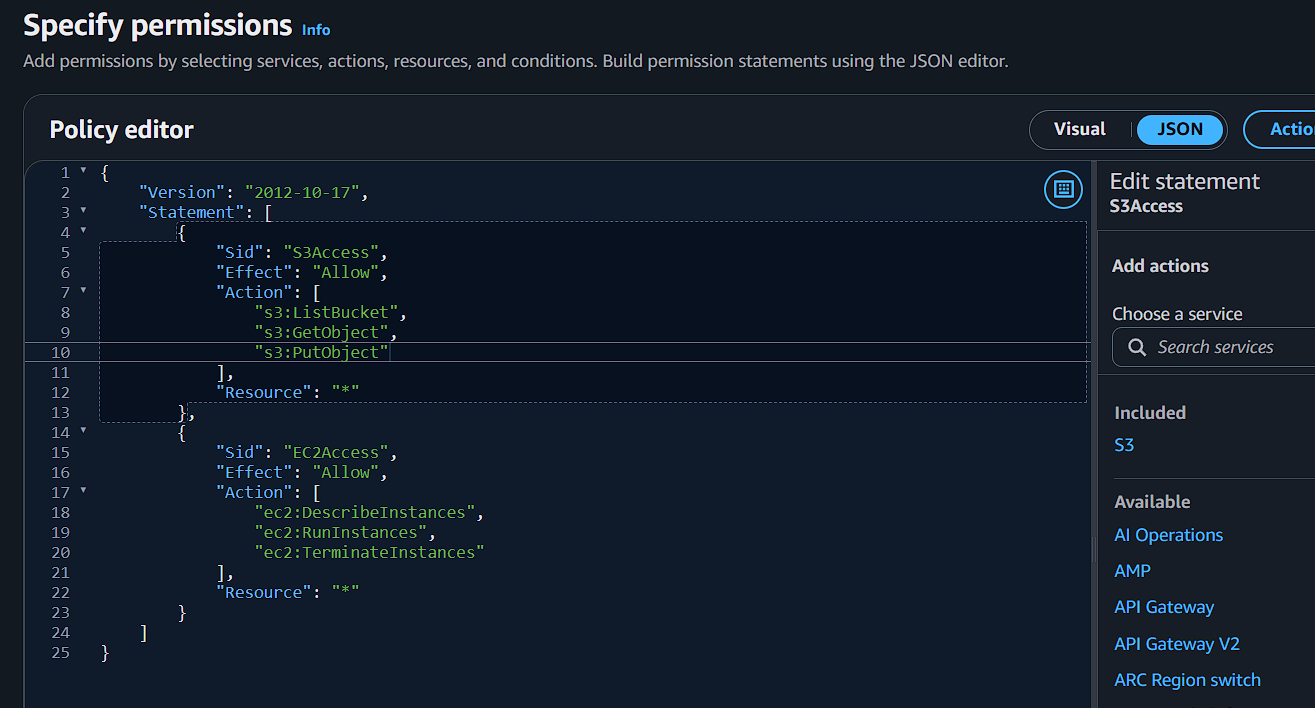 Specify permissions Info
Add permissions by selecting services, actions, resources, and conditions. Build permission statements using the JSON editor.
Policy editor
Visual
JSON
1 {
2 "Version": "2012-10-17",
3 "Statement": [
4 {
5 "Sid": "S3Access",
6 "Effect": "Allow",
7 "Action": [
8 "s3:ListBucket",
9 "s3:GetObject",
10 "s3:PutObject"
11 ],
12 "Resource": "*"
13 },
14 {
15 "Sid": "EC2Access",
16 "Effect": "Allow",
17 "Action": [
18 "ec2:DescribeInstances",
19 "ec2:RunInstances",
20 "ec2:TerminateInstances"
21 ],
22 "Resource": "*"
23 }
24 ]
25 }
Edit statement
S3Access
Add actions
Choose a service
Search services
Included
S3
Available
AI Operations
AMP
API Gateway
API Gateway V2
ARC Region switch